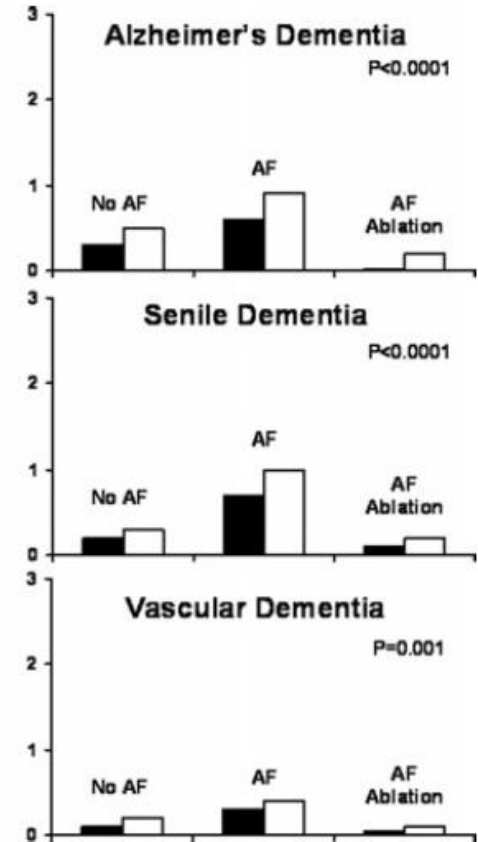 3
Alzheimer's Dementia
P<0.0001
2
AF
1
No AF
AF
Ablation
0
3
Senile Dementia
P<0.0001
2
AF
1
No AF
AF
Ablation
0
3
Vascular Dementia
P=0.001
2
1
No AF
AF
AF
Ablation
0